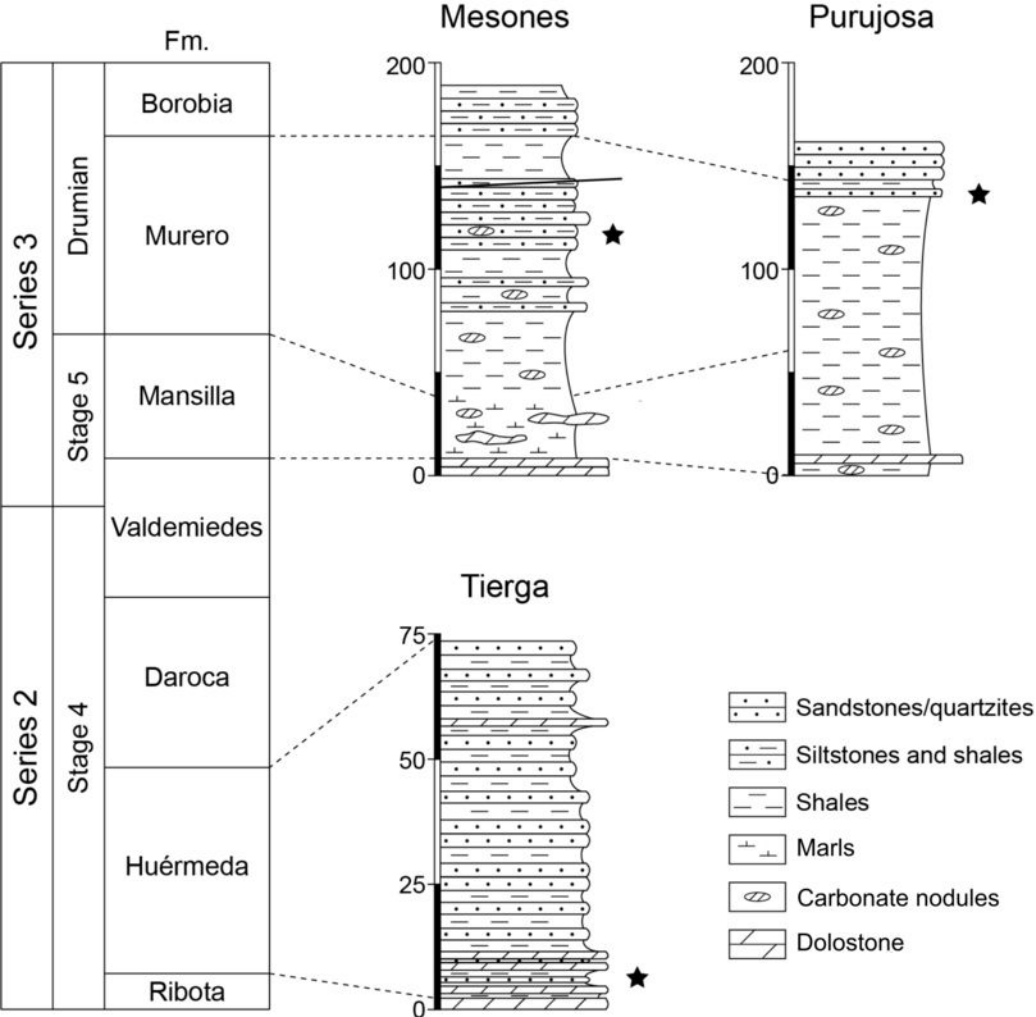 Mesones
Purujosa
Fm.
200
200
Borobia
Drumian
Series 3
Murero
100
100
Stage 5
Mansilla
0
0
Valdemiedes
Tierga
75
Daroca
Series 2
Stage 4
Sandstones/quartzites
50
Siltstones and shales
Shales
Huérmeda
Marls
25
Carbonate nodules
Dolostone
Ribota
0